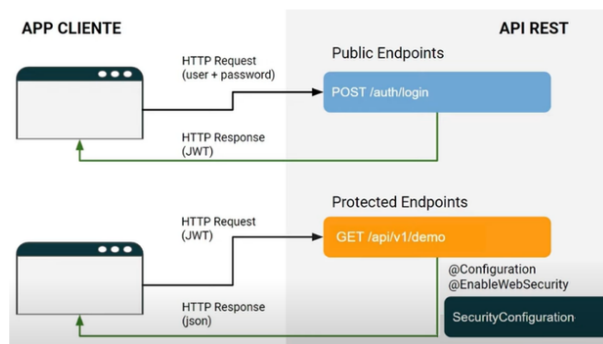 APP CLIENTE
API REST
HTTP Request
(user + password)
Public Endpoints
POST /auth/login
HTTP Response
(JWT)
Protected Endpoints
HTTP Request
(JWT)
GET /api/v1/demo
@Configuration
@EnableWebSecurity
HTTP Response
(json)
SecurityConfiguration